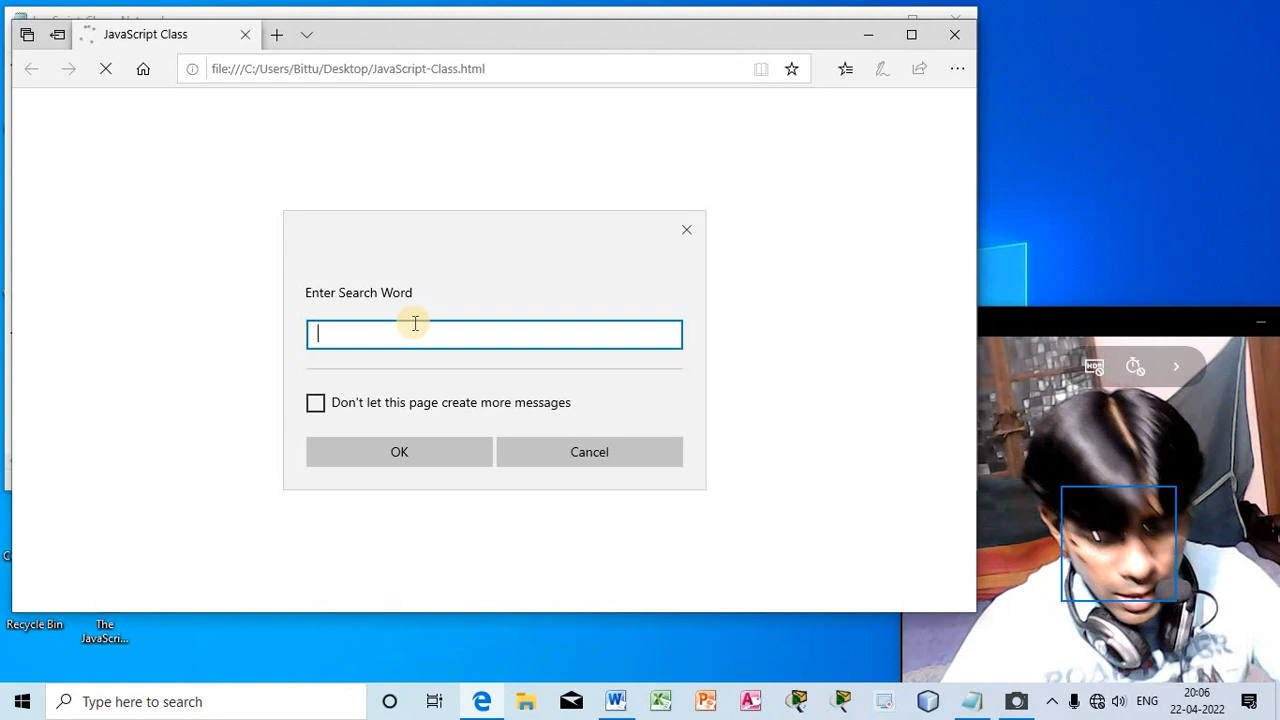 JavaScript Class
file:///C:/Users/Bittu/Desktop/JavaScript-Class.html
Enter Search Word
Don't let this page create more messages
OK
Cancel
HDR
Recycle Bin
The
JavaScri...
Type here to search
ENG
20:06
22-04-2022